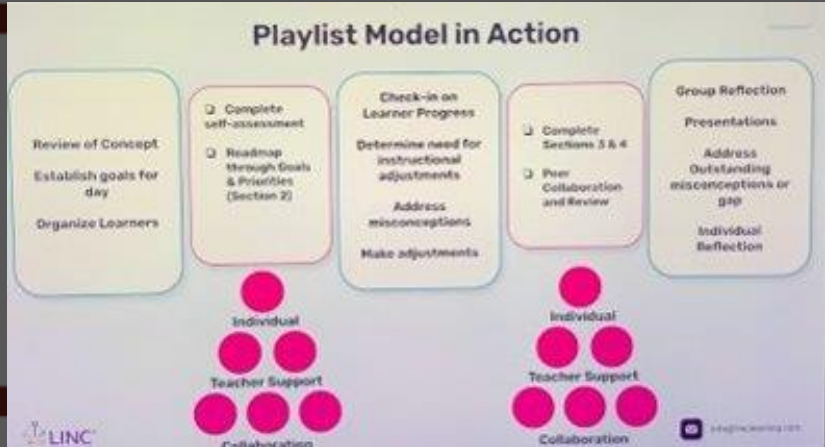 Playlist Model in Action
Review of Concept
Establish goals for
day
Organize Learners
Complete
self-assessment
Roadmap
through Goals
& Priorities
(Section 2)
Check-in on
Learner Progress
Determine need for
instructional
adjustments
Address
misconceptions
Make adjustments
Complete
Sections 3 & 4
Peer
Collaboration
and Review
Group Reflection
Presentations
Address
Outstanding
misconceptions or
gap
Individual
Reflection
Individual
Teacher Support
Collaboration
Individual
Teacher Support
Collaboration
LINC